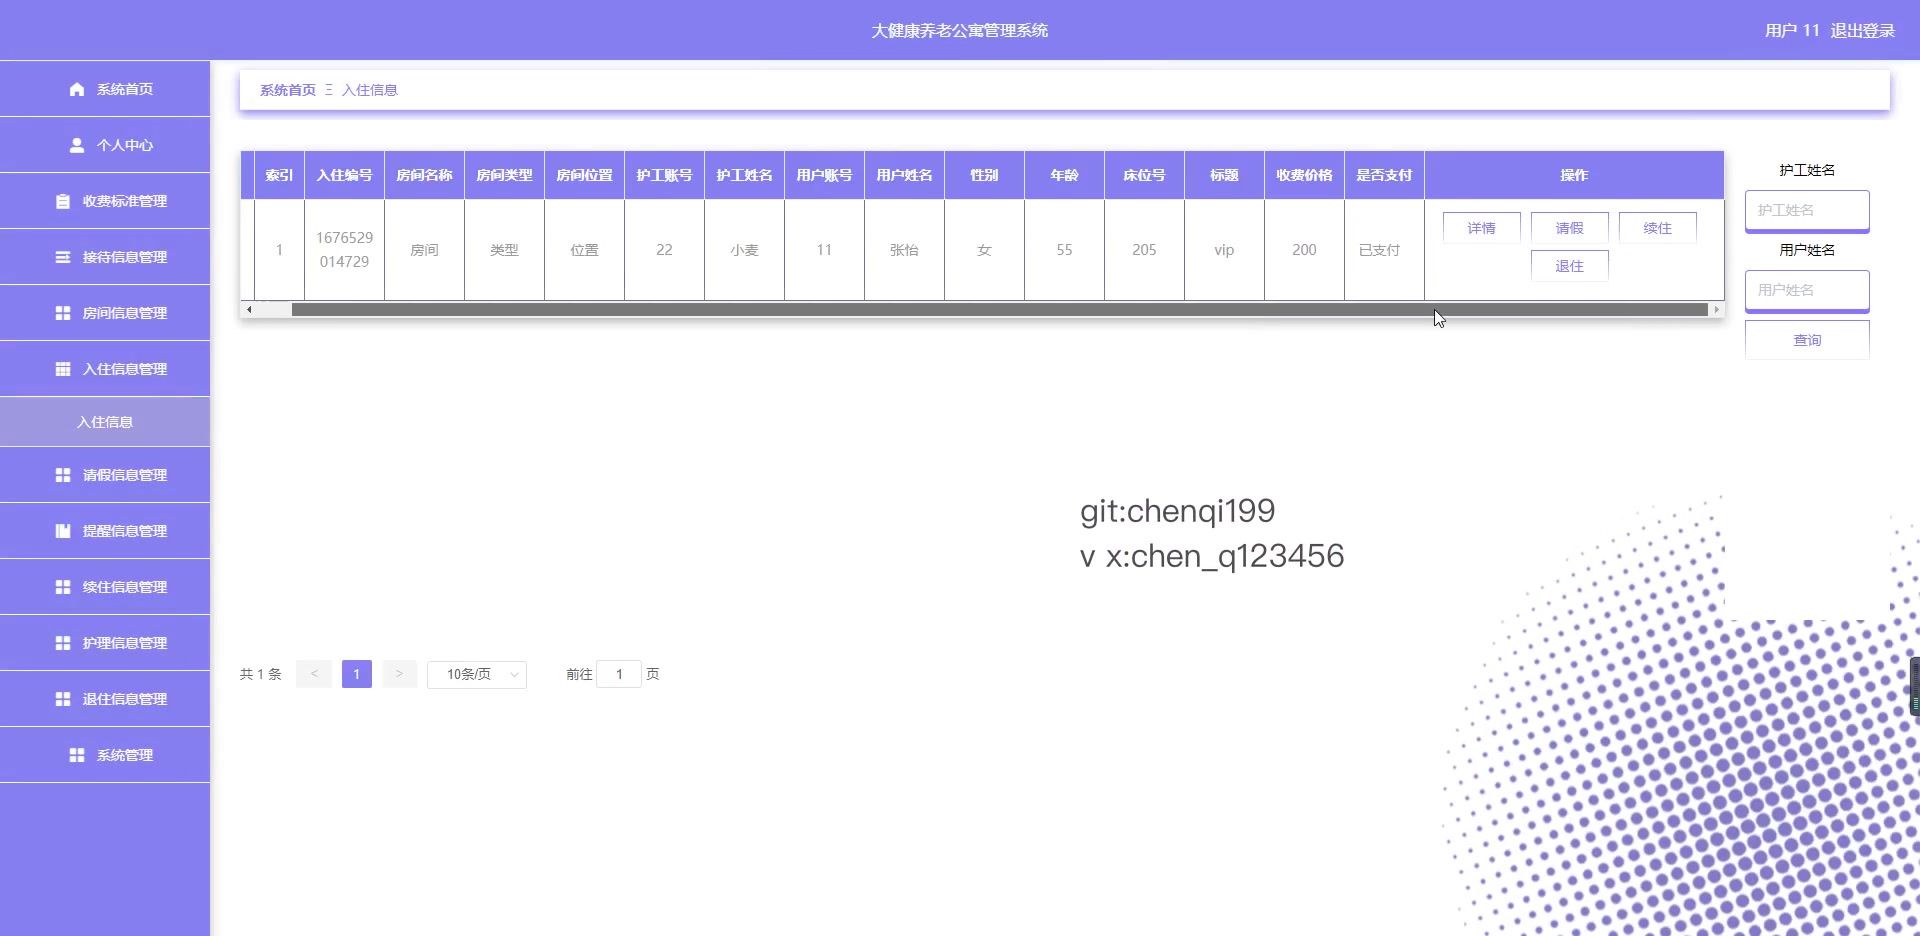 大健康养老公寓管理系统
用户 11 退出登录
系统首页
个人中心
收费标准管理
接待信息管理
房间信息管理
入住信息管理
入住信息
请假信息管理
提醒信息管理
续住信息管理
护理信息管理
退住信息管理
系统管理
系统首页 Ξ 入住信息
索引 入住编号 房间名称 房间类型 房间位置 护工账号 护工姓名 用户账号 用户姓名 性别 年龄 床位号 标题 收费价格 是否支付 操作
1 1676529014729 房间 类型 位置 22 小麦 11 张怡 女 55 205 vip 200 已支付 详情 请假 续住
退住
护工姓名
护工姓名
用户姓名
用户姓名
查询
git:chenqi199
v x:chen_q123456
共 1 条 < 1 > 10条/页 前往 1 页